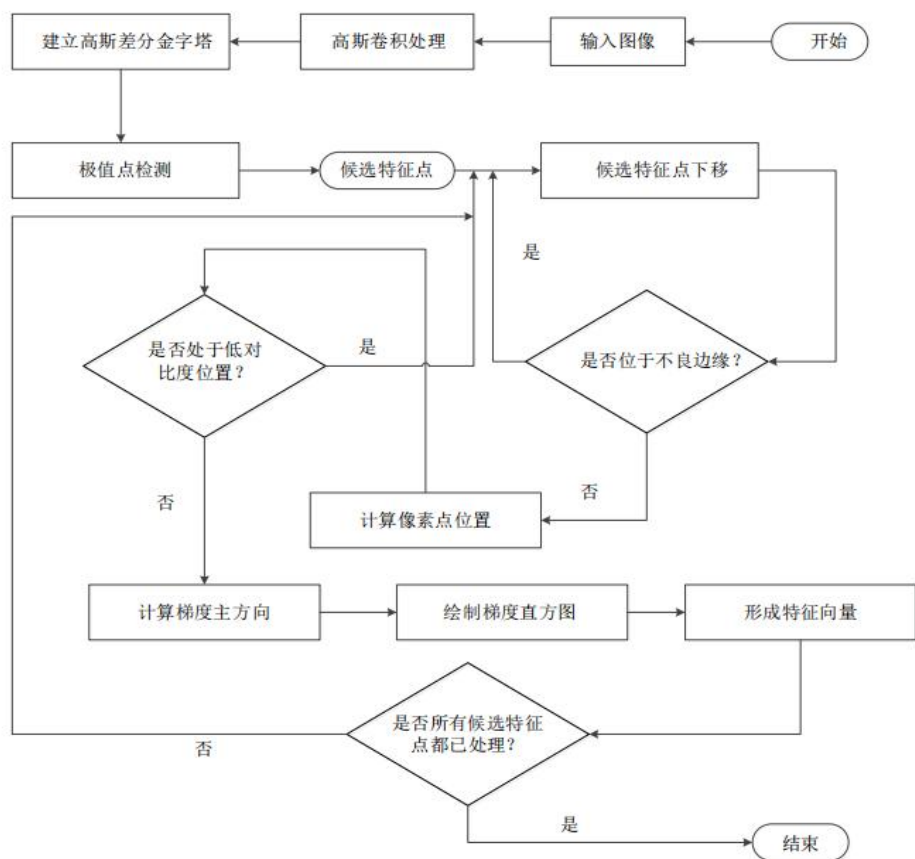 建立高斯差分金字塔
高斯卷积处理
输入图像
开始
极值点检测
候选特征点
候选特征点下移
是
是否处于低对
比度位置？
是
是否位于不良边缘？
否
否
计算像素点位置
计算梯度主方向
绘制梯度直方图
形成特征向量
是否所有候选特征
点都已处理？
否
是
结束